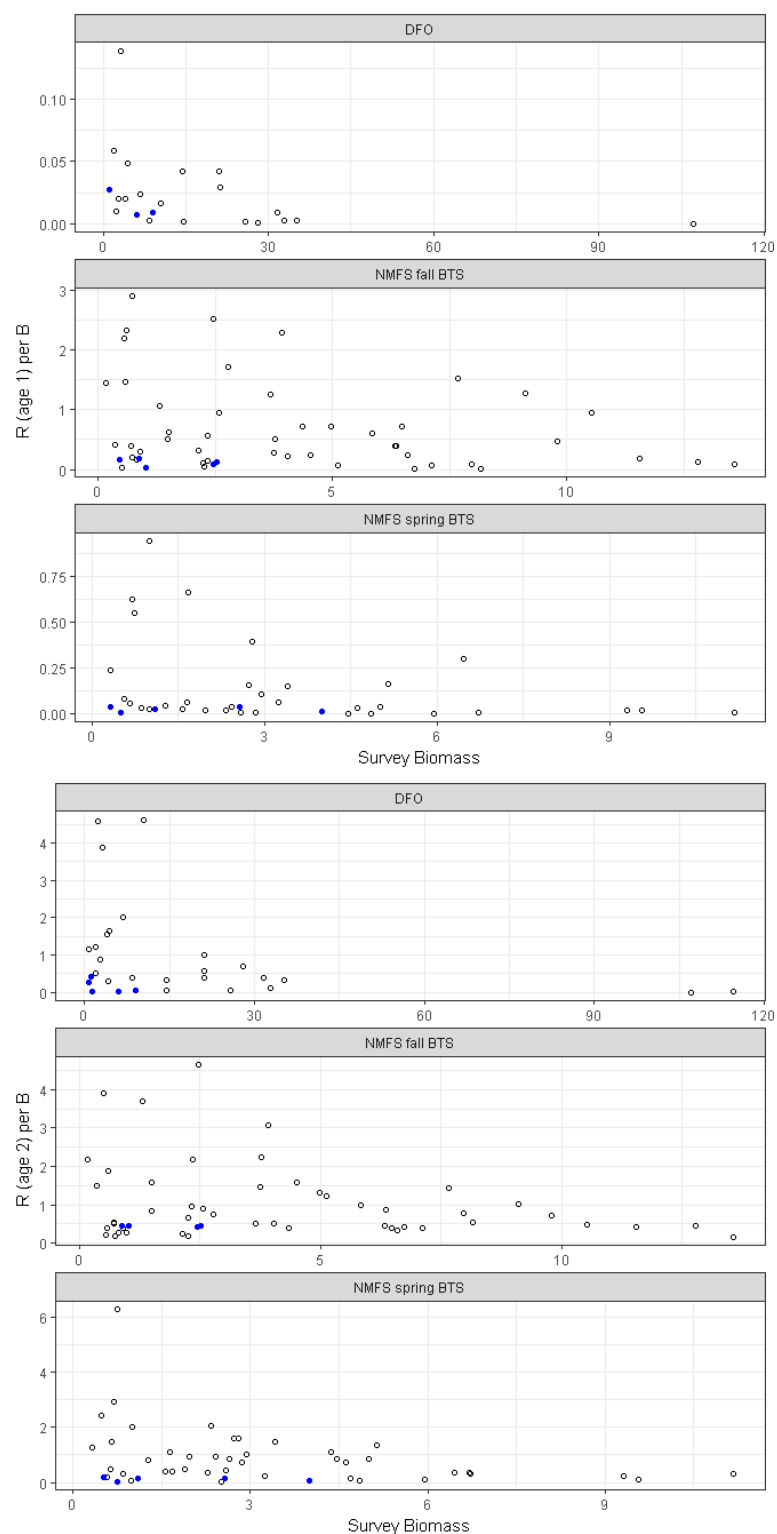 DFO
0.10
0.05
0.00
0 30 60 90 120
NMFS fall BTS
3
2
1
0
0 5 10
R (age 1) per B
NMFS spring BTS
0.75
0.50
0.25
0.00
0 3 6 9
Survey Biomass
DFO
4
3
2
1
0
0 30 60 90 120
NMFS fall BTS
4
3
2
1
0
0 5 10
R (age 2) per B
NMFS spring BTS
6
4
2
0
0 3 6 9
Survey Biomass